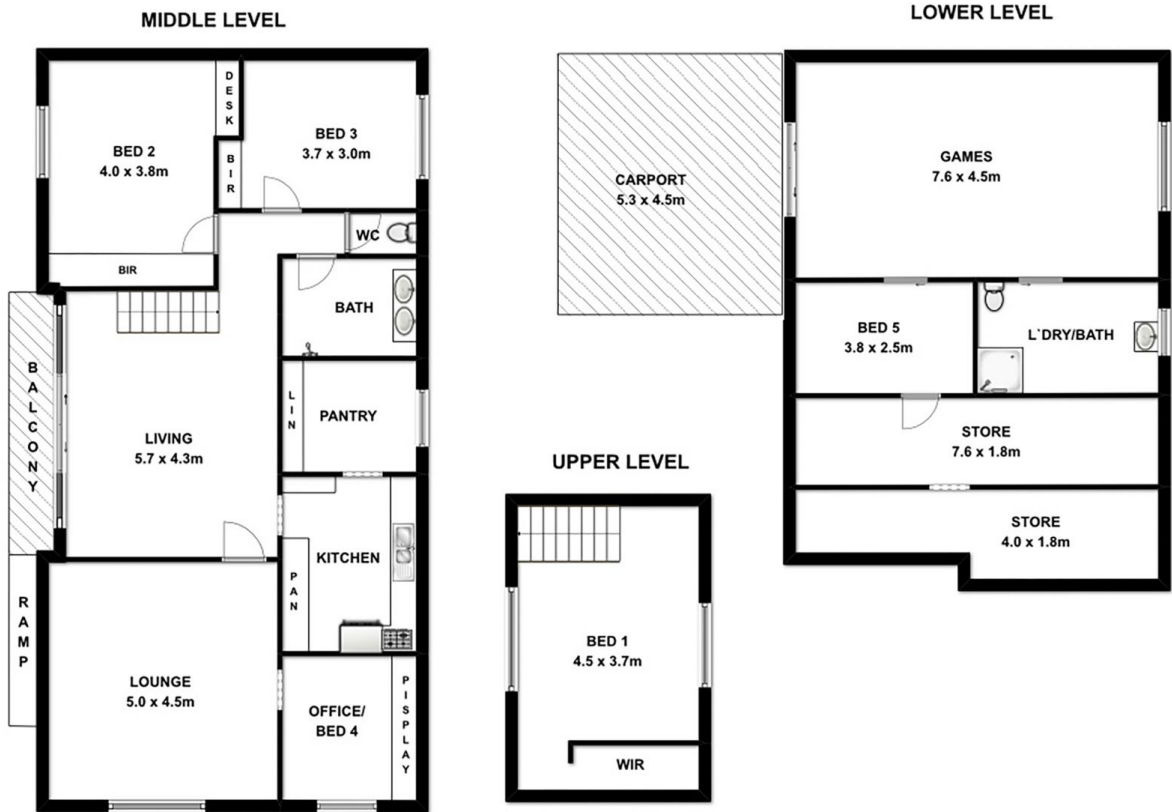 MIDDLE LEVEL
BED 2
4.0 x 3.8m
DESK
BIR
BED 3
3.7 x 3.0m
WC
BIR
BATH
BALCONY
LIVING
5.7 x 4.3m
LIN
PANTRY
KITCHEN
PAN
RAMP
LOUNGE
5.0 x 4.5m
OFFICE/
BED 4
PISPLAY
UPPER LEVEL
BED 1
4.5 x 3.7m
WIR
LOWER LEVEL
CARPORT
5.3 x 4.5m
GAMES
7.6 x 4.5m
BED 5
3.8 x 2.5m
L`DRY/BATH
STORE
7.6 x 1.8m
STORE
4.0 x 1.8m